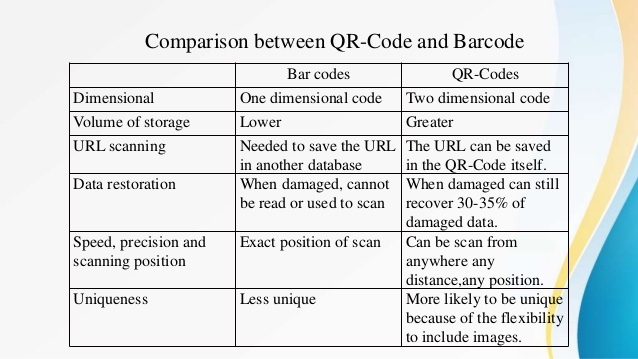 Comparison between QR-Code and Barcode
Bar codes QR-Codes
Dimensional One dimensional code Two dimensional code
Volume of storage Lower Greater
URL scanning Needed to save the URL The URL can be saved
in another database in the QR-Code itself.
Data restoration When damaged, cannot When damaged can still
be read or used to scan recover 30-35% of
damaged data.
Speed, precision and Exact position of scan Can be scan from
scanning position anywhere any
distance,any position.
Uniqueness Less unique More likely to be unique
because of the flexibility
to include images.